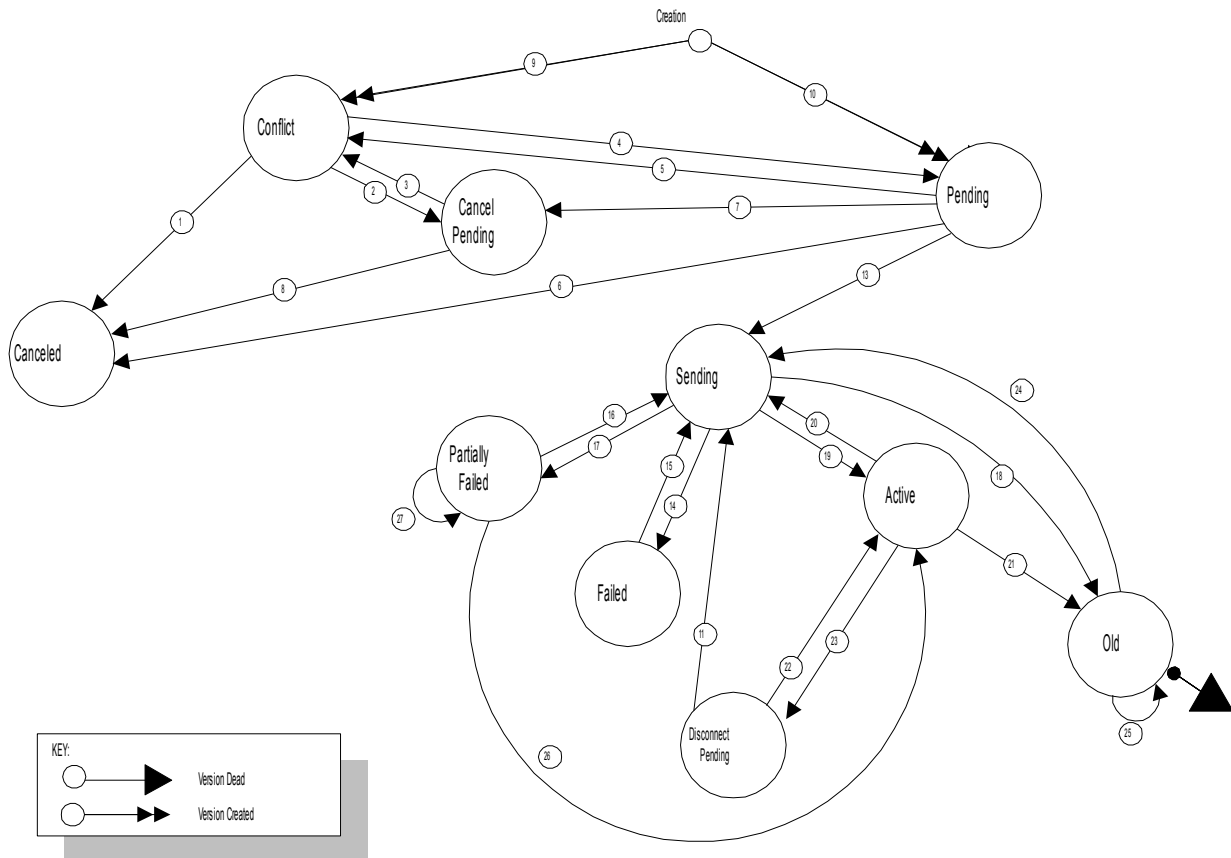 Creation
9
10
Conflict
4
5
3
2
Cancel
Pending
7
Pending
1
8
6
13
Canceled
Sending
24
16
20
17
19
Partially
Failed
15
18
Active
27
14
21
Failed
11
23
22
Old
Disconnect
Pending
25
26
KEY:
Version Dead
Version Created